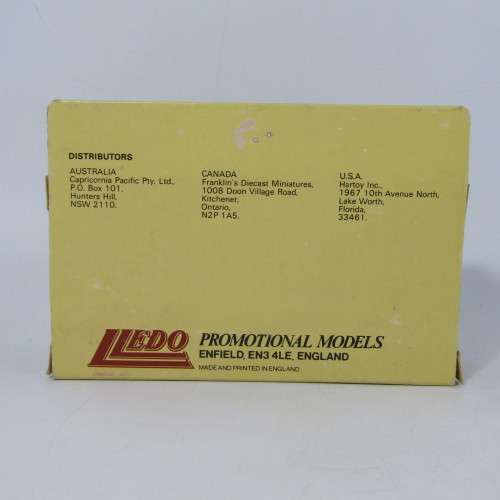 DISTRIBUTORS
AUSTRALIA
Capricornia Pacific Pty. Ltd.,
P.O. Box 101,
Hunters Hill,
NSW 2110.
CANADA
Franklin's Diecast Miniatures,
1008 Doon Village Road,
Kitchener,
Ontario,
N2P 1A5.
U.S.A.
Hartoy Inc.,
1967 10th Avenue North,
Lake Worth,
Florida,
33461.
LLEDO PROMOTIONAL MODELS
ENFIELD, EN3 4LE, ENGLAND
MADE AND PRINTED IN ENGLAND